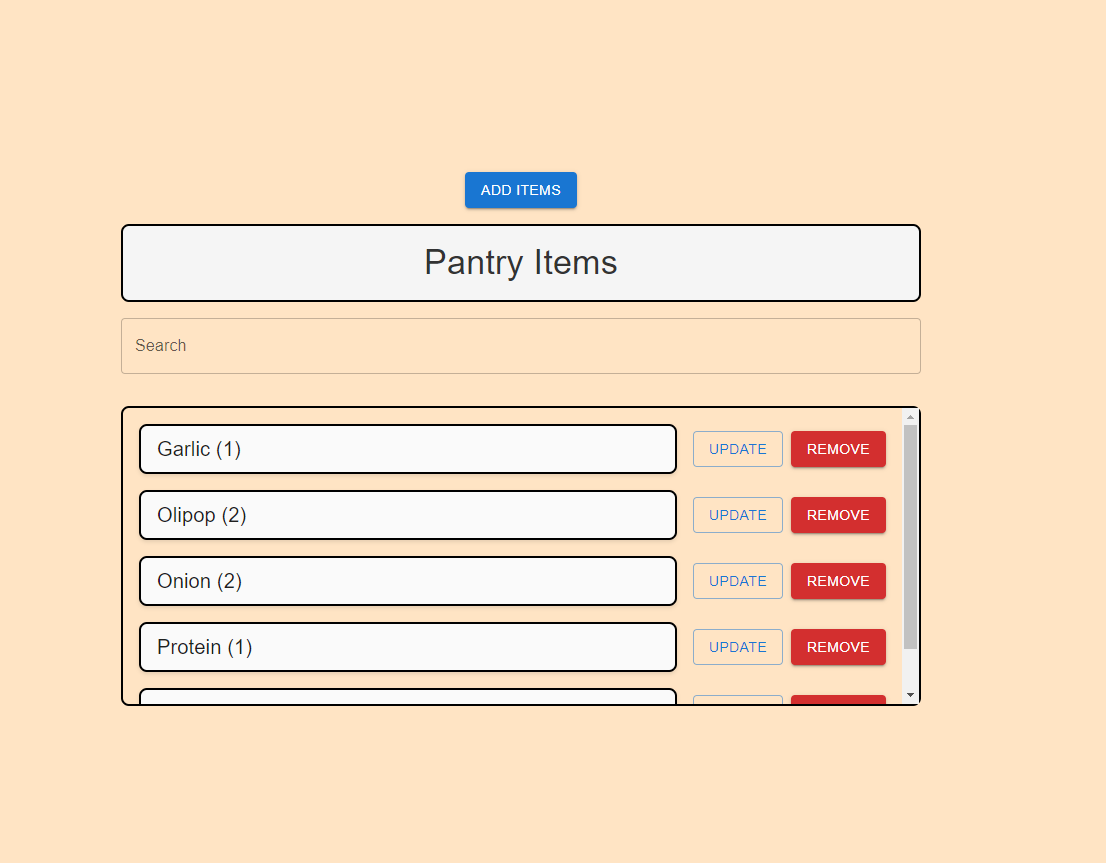 ADD ITEMS
Pantry Items
Search
Garlic (1) UPDATE REMOVE
Olipop (2) UPDATE REMOVE
Onion (2) UPDATE REMOVE
Protein (1) UPDATE REMOVE